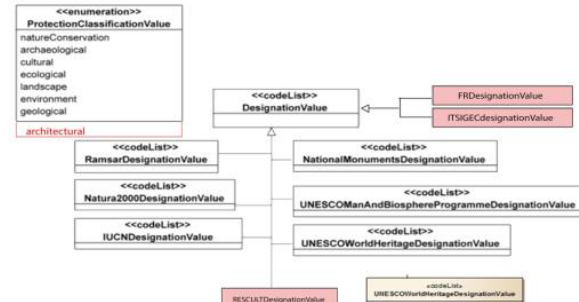 <<enumeration>>
ProtectionClassificationValue
natureConservation
archaeological
cultural
ecological
landscape
environment
geological
architectural
<<codeList>>
DesignationValue
FRDesignationValue
ITSIGECdesignationValue
<<codeList>>
RamsarDesignationValue
<<codeList>>
NationalMonumentsDesignationValue
<<codeList>>
Natura2000DesignationValue
<<codeList>>
UNESCOManAndBiosphereProgrammeDesignationValue
<<codeList>>
IUCNDesignationValue
<<codeList>>
UNESCOWorldHeritageDesignationValue
RESCULTDesignationValue
«codeList»
UNESCOWorldHeritageDesignationValue